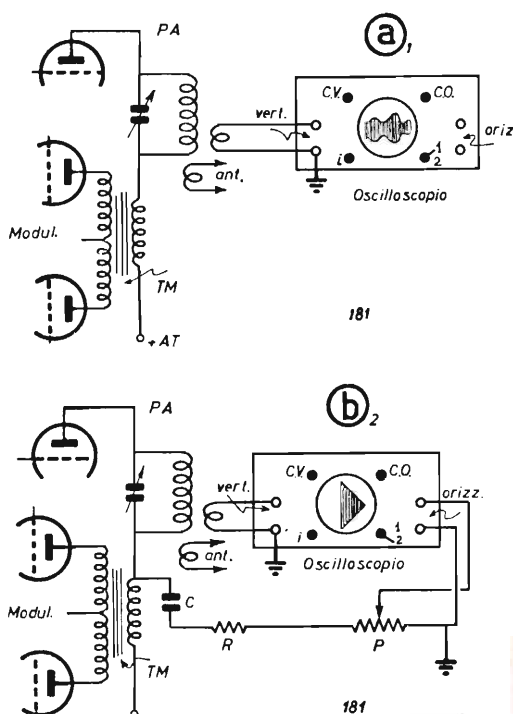 PA
a 1
C.V. C.O.
vert.
oriz
i 1 2
ant.
Oscilloscopio
Modul.
TM
181
+AT
PA
b 2
C.V. C.O.
vert.
orizz.
i 1 2
ant.
Oscilloscopio
C
Modul.
R P
TM
181